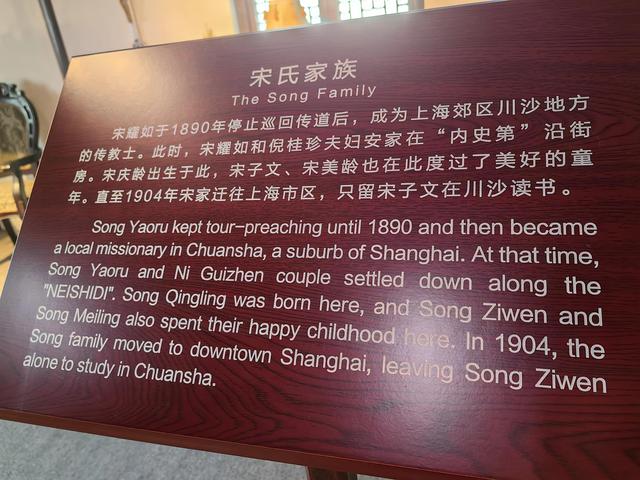 宋氏家族
The Song Family
宋耀如于1890年停止巡回传道后，成为上海郊区川沙地方
的传教士。此时，宋耀如和倪桂珍夫妇安家在“内史第”沿街
房。宋庆龄出生于此，宋子文、宋美龄也在此度过了美好的童
年。直至1904年宋家迁往上海市区，只留宋子文在川沙读书。
Song Yaoru kept tour-preaching until 1890 and then became
a local missionary in Chuansha, a suburb of Shanghai. At that time,
Song Yaoru and Ni Guizhen couple settled down along the
"NEISHIDI". Song Qingling was born here, and Song Ziwen and
Song Meiling also spent their happy childhood here. In 1904, the
Song family moved to downtown Shanghai, leaving Song Ziwen
alone to study in Chuansha.